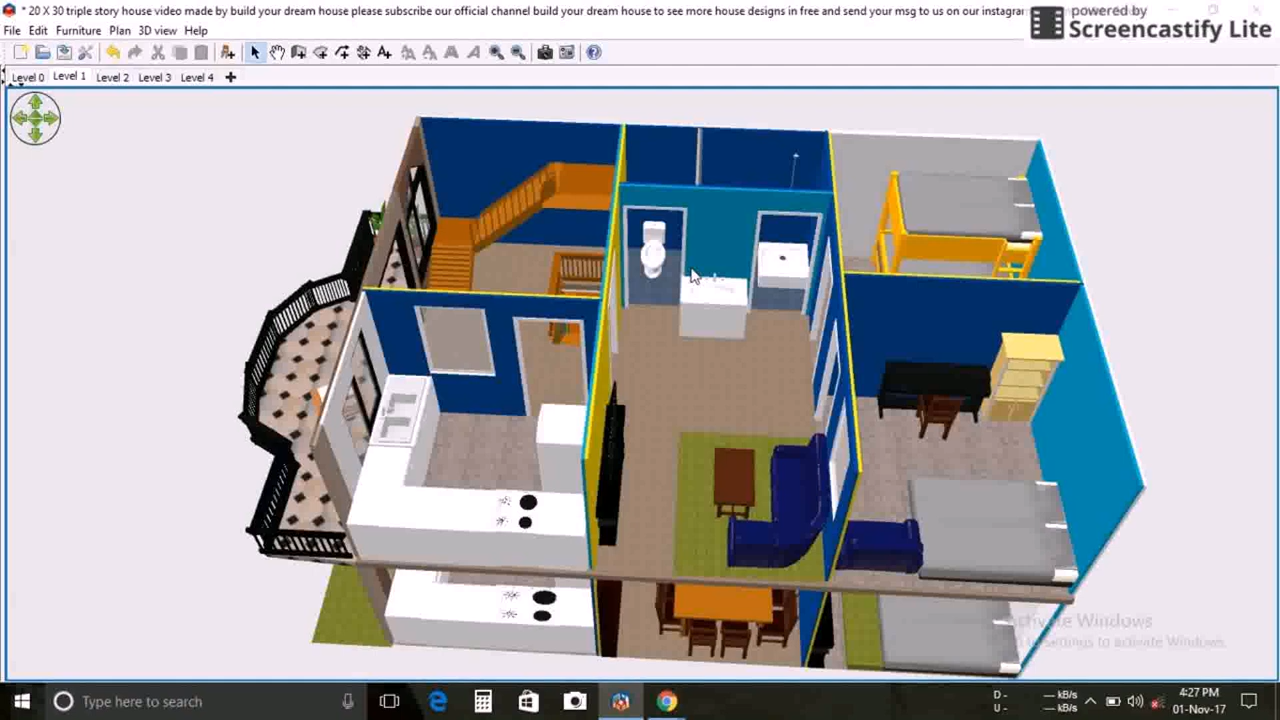 * 20 X 30 triple story house video made by build your dream house please subscribe our official channel build your dream house to see more house designs in free and send your msg to us on our instagra
powered by
Screencastify Lite
File Edit Furniture Plan 3D view Help
Level 0 Level 1 Level 2 Level 3 Level 4
Activate Windows
to settings to activate Windows.
Type here to search
D - --- kB/s
U - --- kB/s
4:27 PM
01-Nov-17